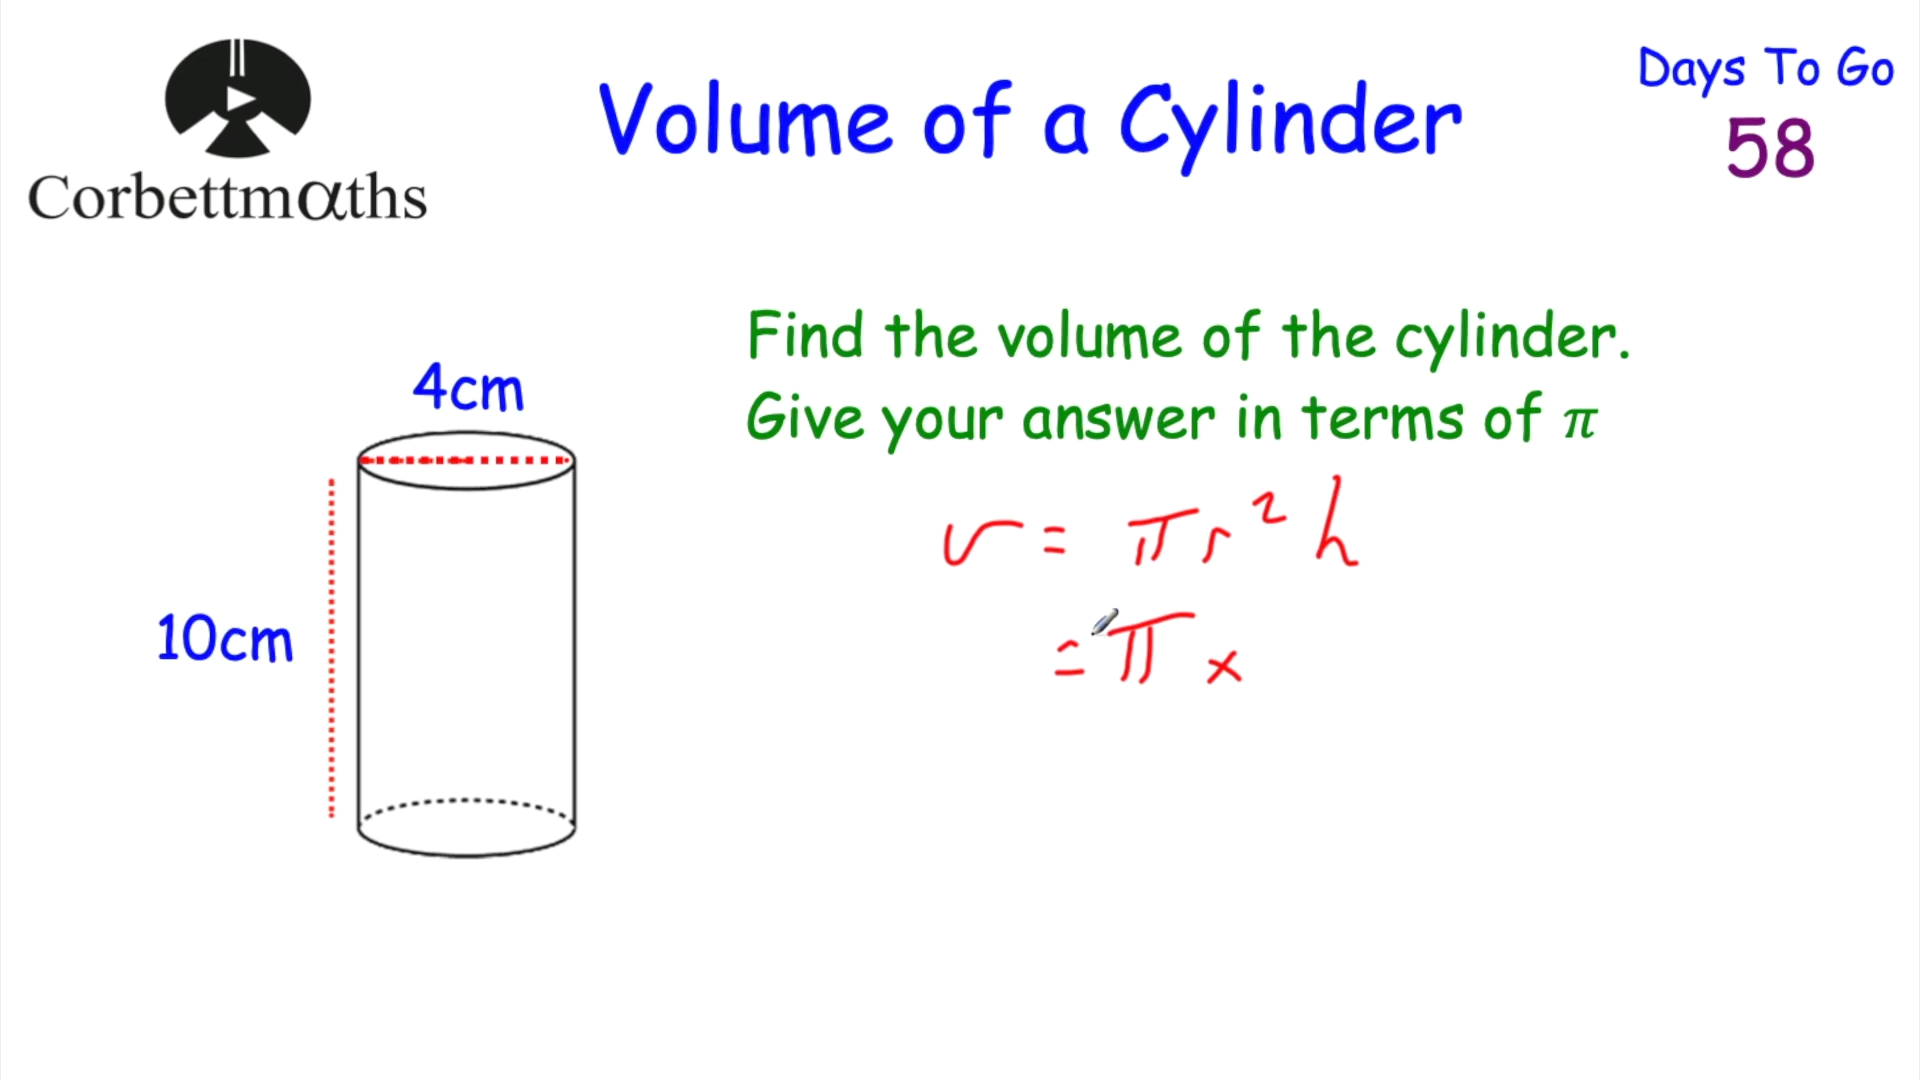 Corbettmαths
Volume of a Cylinder
Days To Go
58
4cm
10cm
Find the volume of the cylinder.
Give your answer in terms of π
v = πr²h
= π ×